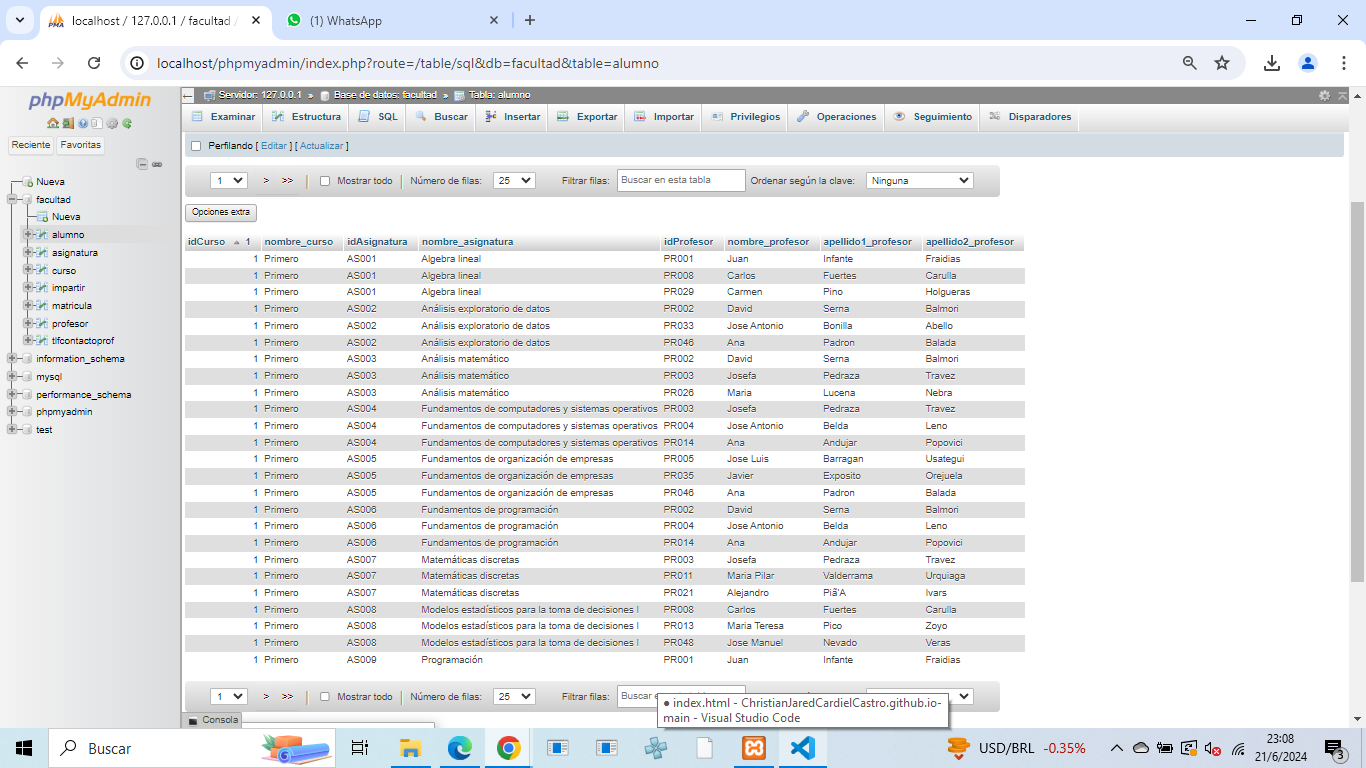 localhost / 127.0.0.1 / facultad /
(1) WhatsApp
localhost/phpmyadmin/index.php?route=/table/sql&db=facultad&table=alumno
phpMyAdmin
Reciente Favoritas
Nueva
facultad
Nueva
alumno
asignatura
curso
impartir
matricula
profesor
tlfcontactoprof
information_schema
mysql
performance_schema
phpmyadmin
test
Servidor: 127.0.0.1 » Base de datos: facultad » Tabla: alumno
Examinar Estructura SQL Buscar Insertar Exportar Importar Privilegios Operaciones Seguimiento Disparadores
Perfilando [ Editar ] [ Actualizar ]
1 > >> Mostrar todo Número de filas: 25 Filtrar filas: Buscar en esta tabla Ordenar según la clave: Ninguna
Opciones extra
idCurso 1 nombre_curso idAsignatura nombre_asignatura idProfesor nombre_profesor apellido1_profesor apellido2_profesor
1 Primero AS001 Algebra lineal PR001 Juan Infante Fraidias
1 Primero AS001 Algebra lineal PR008 Carlos Fuertes Carulla
1 Primero AS001 Algebra lineal PR029 Carmen Pino Holgueras
1 Primero AS002 Análisis exploratorio de datos PR002 David Serna Balmori
1 Primero AS002 Análisis exploratorio de datos PR033 Jose Antonio Bonilla Abello
1 Primero AS002 Análisis exploratorio de datos PR046 Ana Padron Balada
1 Primero AS003 Análisis matemático PR002 David Serna Balmori
1 Primero AS003 Análisis matemático PR003 Josefa Pedraza Travez
1 Primero AS003 Análisis matemático PR026 Maria Lucena Nebra
1 Primero AS004 Fundamentos de computadores y sistemas operativos PR003 Josefa Pedraza Travez
1 Primero AS004 Fundamentos de computadores y sistemas operativos PR004 Jose Antonio Belda Leno
1 Primero AS004 Fundamentos de computadores y sistemas operativos PR014 Ana Andujar Popovici
1 Primero AS005 Fundamentos de organización de empresas PR005 Jose Luis Barragan Usategui
1 Primero AS005 Fundamentos de organización de empresas PR035 Javier Exposito Orejuela
1 Primero AS005 Fundamentos de organización de empresas PR046 Ana Padron Balada
1 Primero AS006 Fundamentos de programación PR002 David Serna Balmori
1 Primero AS006 Fundamentos de programación PR004 Jose Antonio Belda Leno
1 Primero AS006 Fundamentos de programación PR014 Ana Andujar Popovici
1 Primero AS007 Matemáticas discretas PR003 Josefa Pedraza Travez
1 Primero AS007 Matemáticas discretas PR011 Maria Pilar Valderrama Urquiaga
1 Primero AS007 Matemáticas discretas PR021 Alejandro Ivars
1 Primero AS008 Modelos estadísticos para la toma de decisiones I PR008 Carlos Fuertes Carulla
1 Primero AS008 Modelos estadísticos para la toma de decisiones I PR013 Maria Teresa Pico Zoyo
1 Primero AS008 Modelos estadísticos para la toma de decisiones I PR048 Jose Manuel Nevado Veras
1 Primero AS009 Programación PR001 Juan Infante Fraidias
1 > >> Mostrar todo Número de filas: 25 Filtrar filas: Buscar
Consola
● index.html - ChristianJaredCardielCastro.github.io-
main - Visual Studio Code
Buscar
USD/BRL -0.35%
23:08
21/6/2024
3